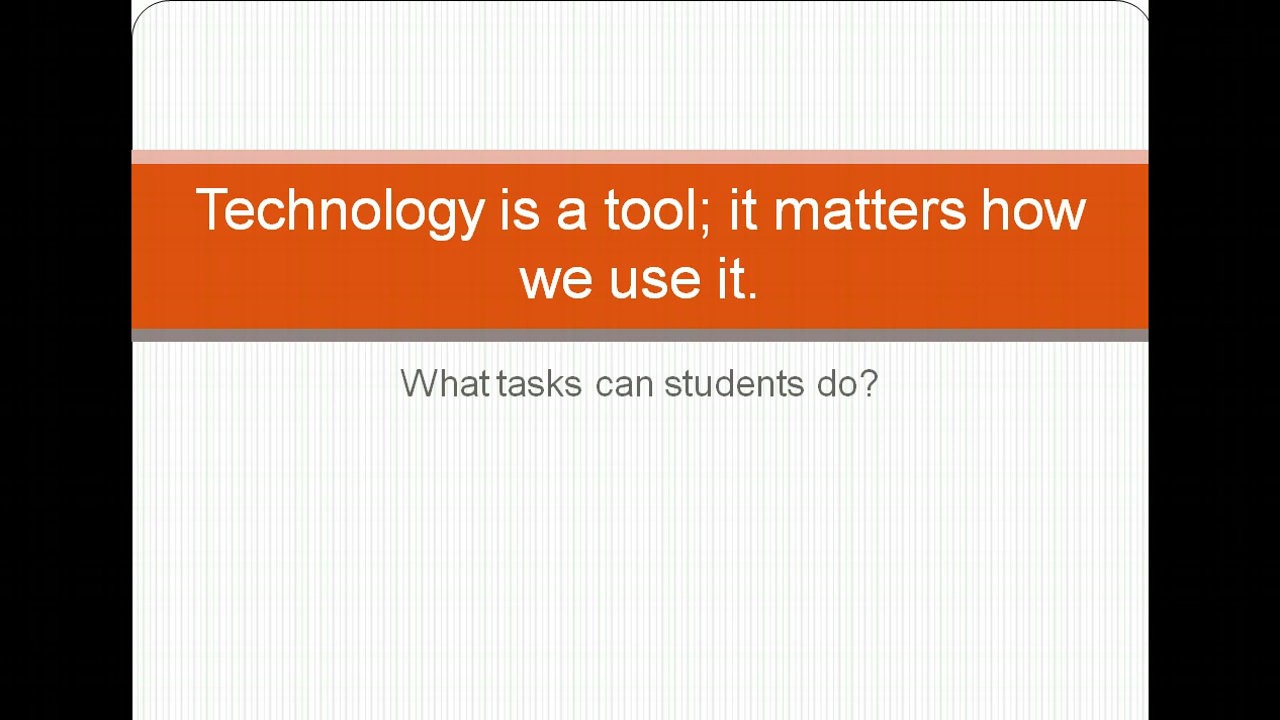 Technology is a tool; it matters how
we use it.
What tasks can students do?